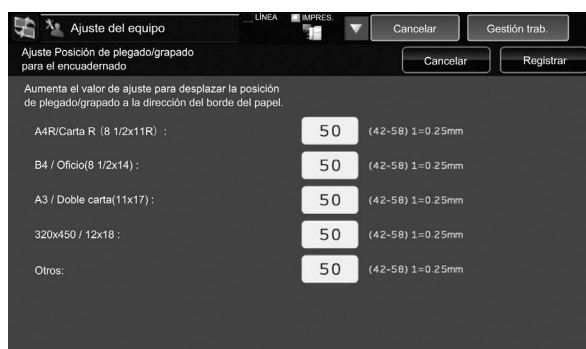 Ajuste del equipo
LÍNEA
IMPRES.
Cancelar
Gestión trab.
Ajuste Posición de plegado/grapado
para el encuadernado
Cancelar
Registrar
Aumenta el valor de ajuste para desplazar la posición
de plegado/grapado a la dirección del borde del papel.
A4R/Carta R (8 1/2x11R) : 50 (42-58) 1=0.25mm
B4 / Oficio(8 1/2x14) : 50 (42-58) 1=0.25mm
A3 / Doble carta(11x17) : 50 (42-58) 1=0.25mm
320x450 / 12x18 : 50 (42-58) 1=0.25mm
Otros: 50 (42-58) 1=0.25mm